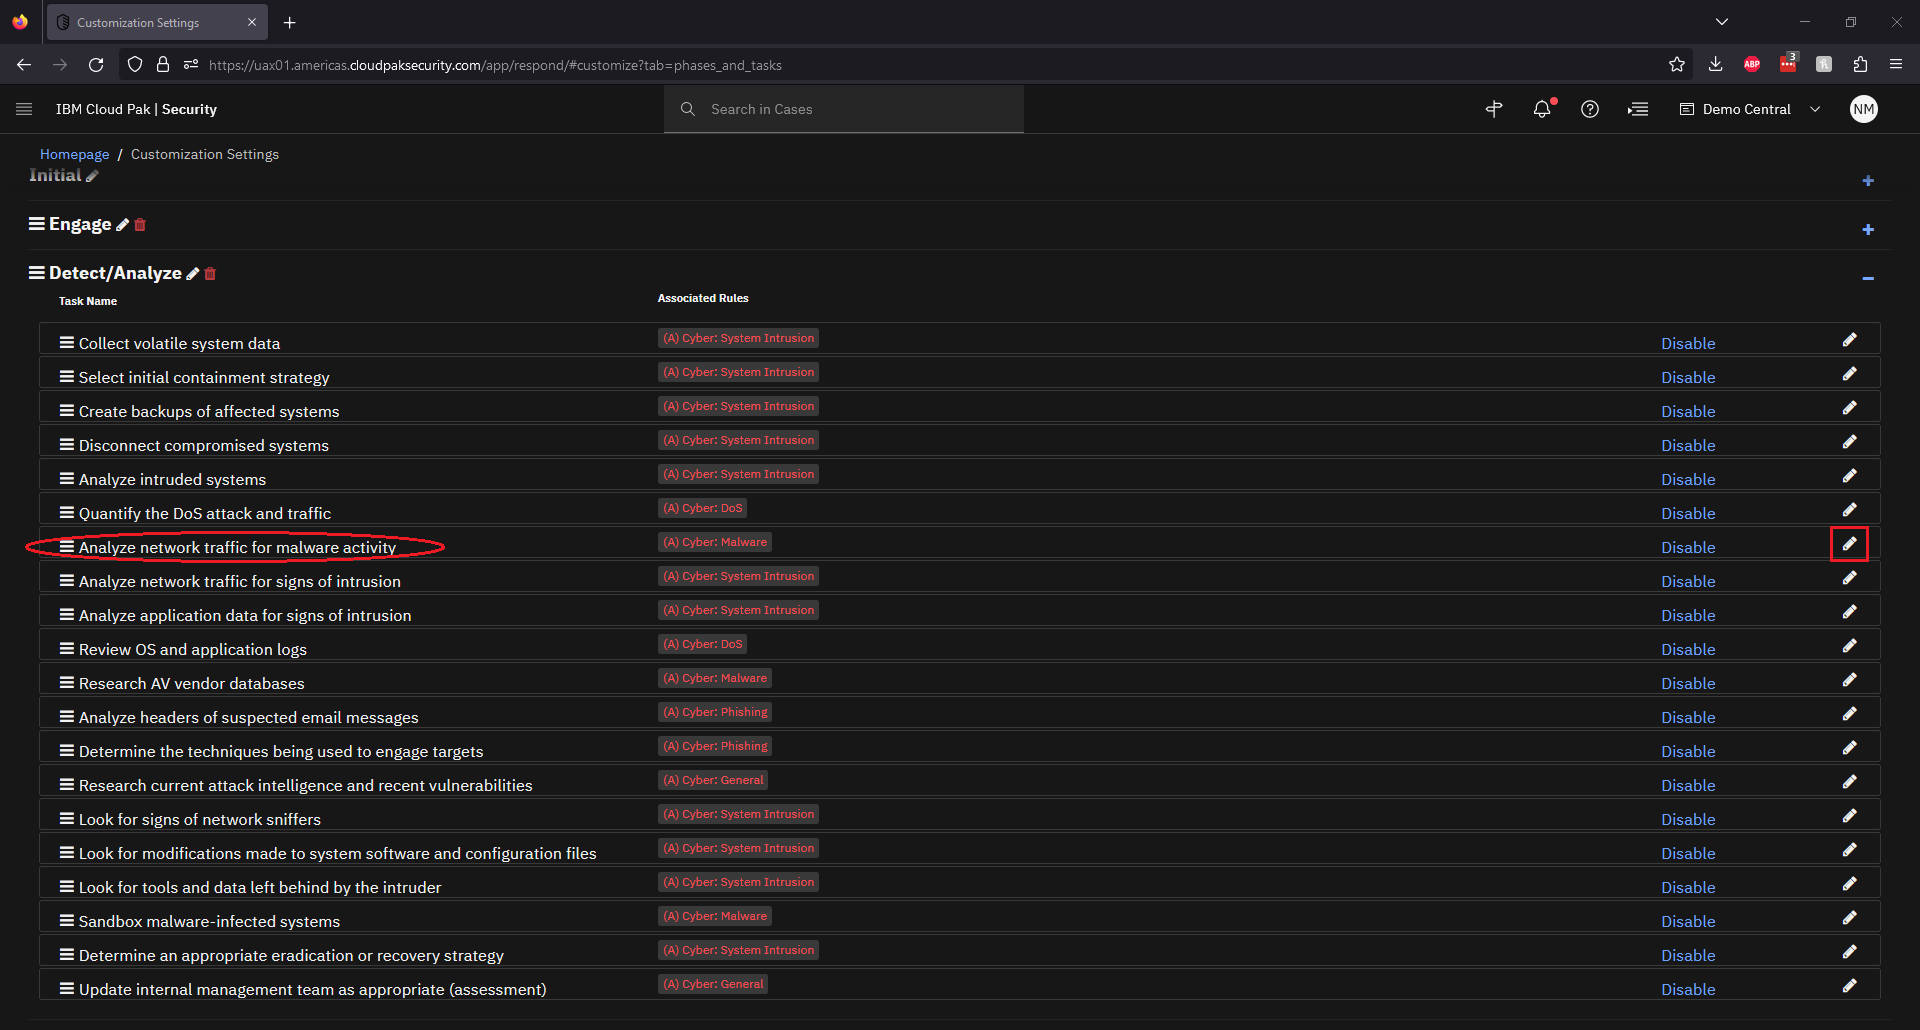 Customization Settings
https://uax01.americas.cloudpaksecurity.com/app/respond/#customize?tab=phases_and_tasks
ABP
3
IBM Cloud Pak | Security
Search in Cases
Demo Central
NM
Homepage / Customization Settings
Initial
Engage
Detect/Analyze
Task Name Associated Rules
Collect volatile system data (A) Cyber: System Intrusion Disable
Select initial containment strategy (A) Cyber: System Intrusion Disable
Create backups of affected systems (A) Cyber: System Intrusion Disable
Disconnect compromised systems (A) Cyber: System Intrusion Disable
Analyze intruded systems (A) Cyber: System Intrusion Disable
Quantify the DoS attack and traffic (A) Cyber: DoS Disable
Analyze network traffic for malware activity (A) Cyber: Malware Disable
Analyze network traffic for signs of intrusion (A) Cyber: System Intrusion Disable
Analyze application data for signs of intrusion (A) Cyber: System Intrusion Disable
Review OS and application logs (A) Cyber: DoS Disable
Research AV vendor databases (A) Cyber: Malware Disable
Analyze headers of suspected email messages (A) Cyber: Phishing Disable
Determine the techniques being used to engage targets (A) Cyber: Phishing Disable
Research current attack intelligence and recent vulnerabilities (A) Cyber: General Disable
Look for signs of network sniffers (A) Cyber: System Intrusion Disable
Look for modifications made to system software and configuration files (A) Cyber: System Intrusion Disable
Look for tools and data left behind by the intruder (A) Cyber: System Intrusion Disable
Sandbox malware-infected systems (A) Cyber: Malware Disable
Determine an appropriate eradication or recovery strategy (A) Cyber: System Intrusion Disable
Update internal management team as appropriate (assessment) (A) Cyber: General Disable